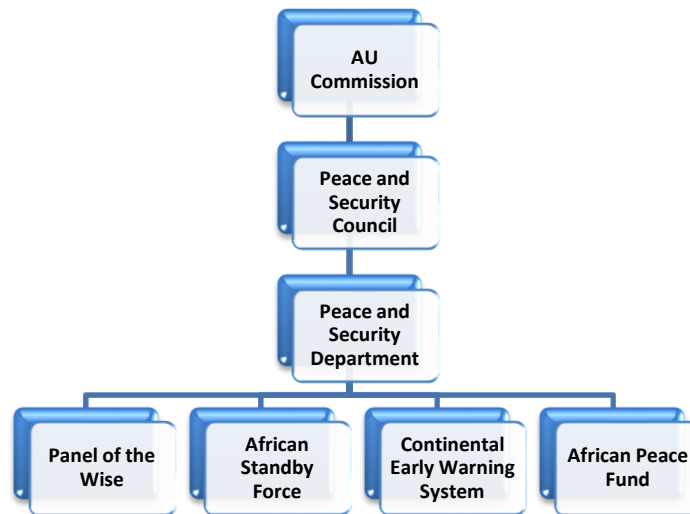 AU
Commission
Peace and
Security
Council
Peace and
Security
Department
Panel of the
Wise
African
Standby
Force
Continental
Early Warning
System
African Peace
Fund